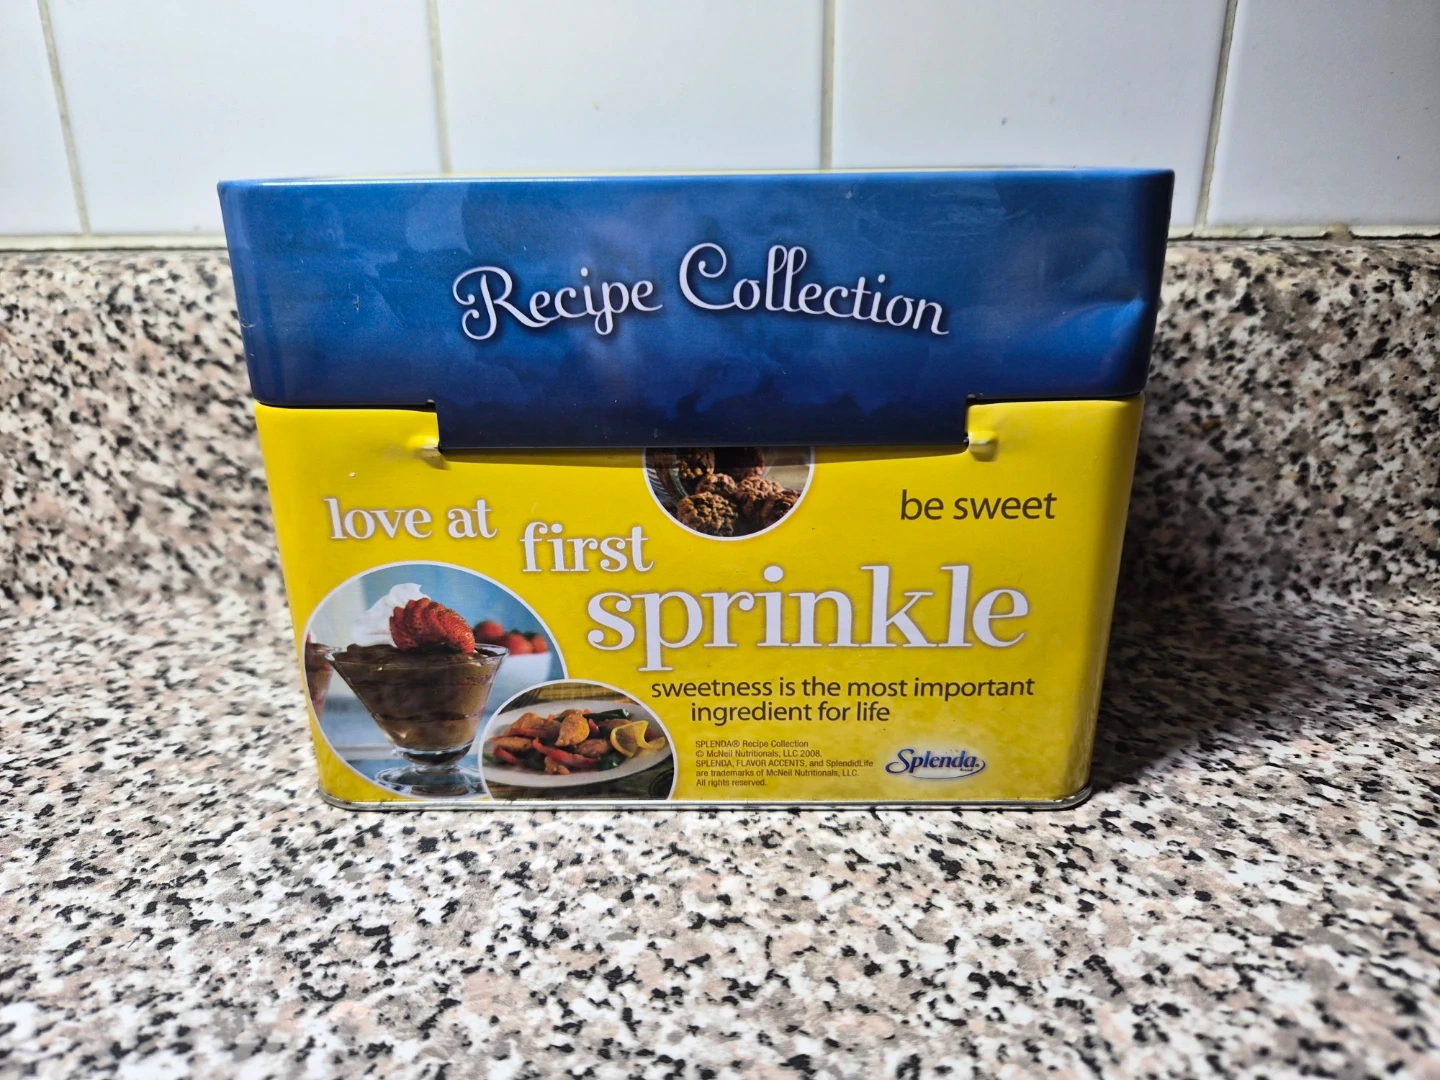 Recipe Collection
love at
first
sprinkle
be sweet
sweetness is the most important
ingredient for life
SPLENDA® Recipe Collection
© McNeil Nutritionals, LLC 2008.
SPLENDA, FLAVOR ACCENTS, and SplendidLife
are trademarks of McNeil Nutritionals, LLC.
All rights reserved.
Splenda